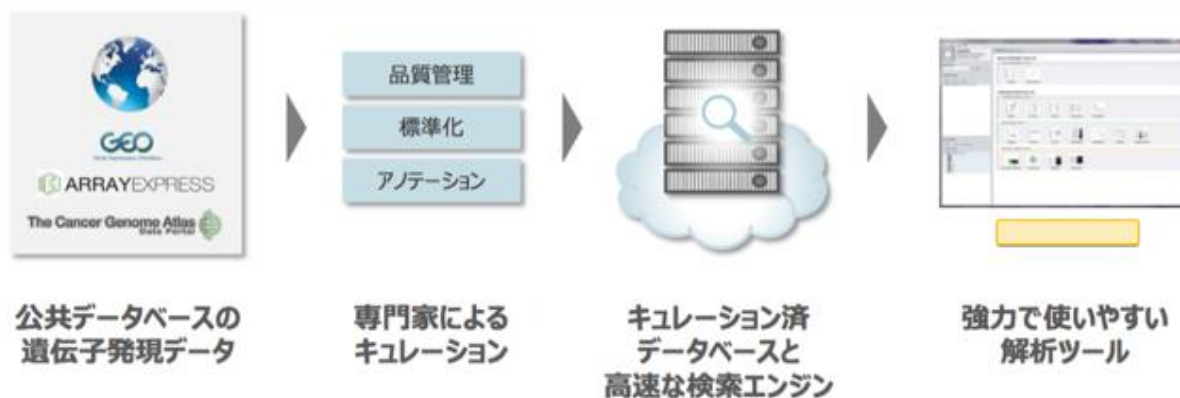 GEO
Gene Expression Omnibus
ARRAYEXPRESS
The Cancer Genome Atlas
Data Portal
公共データベースの
遺伝子発現データ
品質管理
標準化
アノテーション
専門家による
キュレーション
キュレーション済
データベースと
高速な検索エンジン
強力で使いやすい
解析ツール